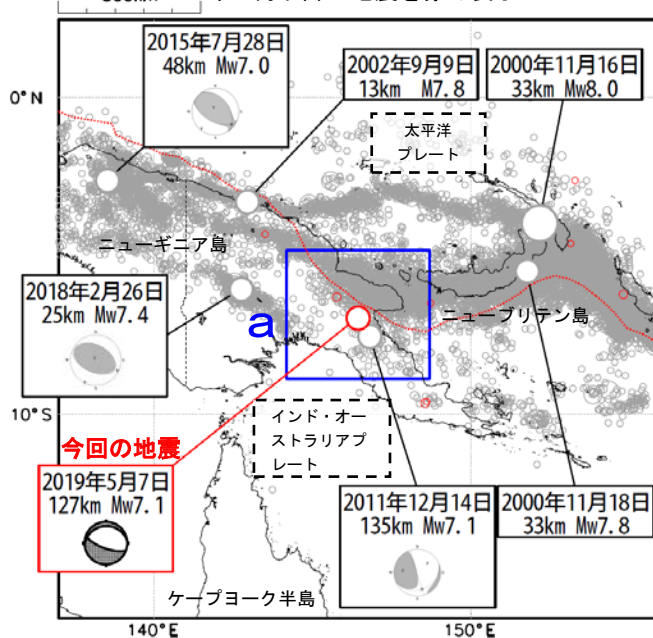 2015年7月28日
48km Mw7.0
2002年9月9日
13km M7.8
2000年11月16日
33km Mw8.0
0°N
太平洋
プレート
ニューギニア島
2018年2月26日
25km Mw7.4
a
ニューブリテン島
10°S
インド・オー
ストラリアプ
レート
今回の地震
2019年5月7日
127km Mw7.1
2011年12月14日
135km Mw7.1
2000年11月18日
33km Mw7.8
ケープヨーク半島
140°E
150°E